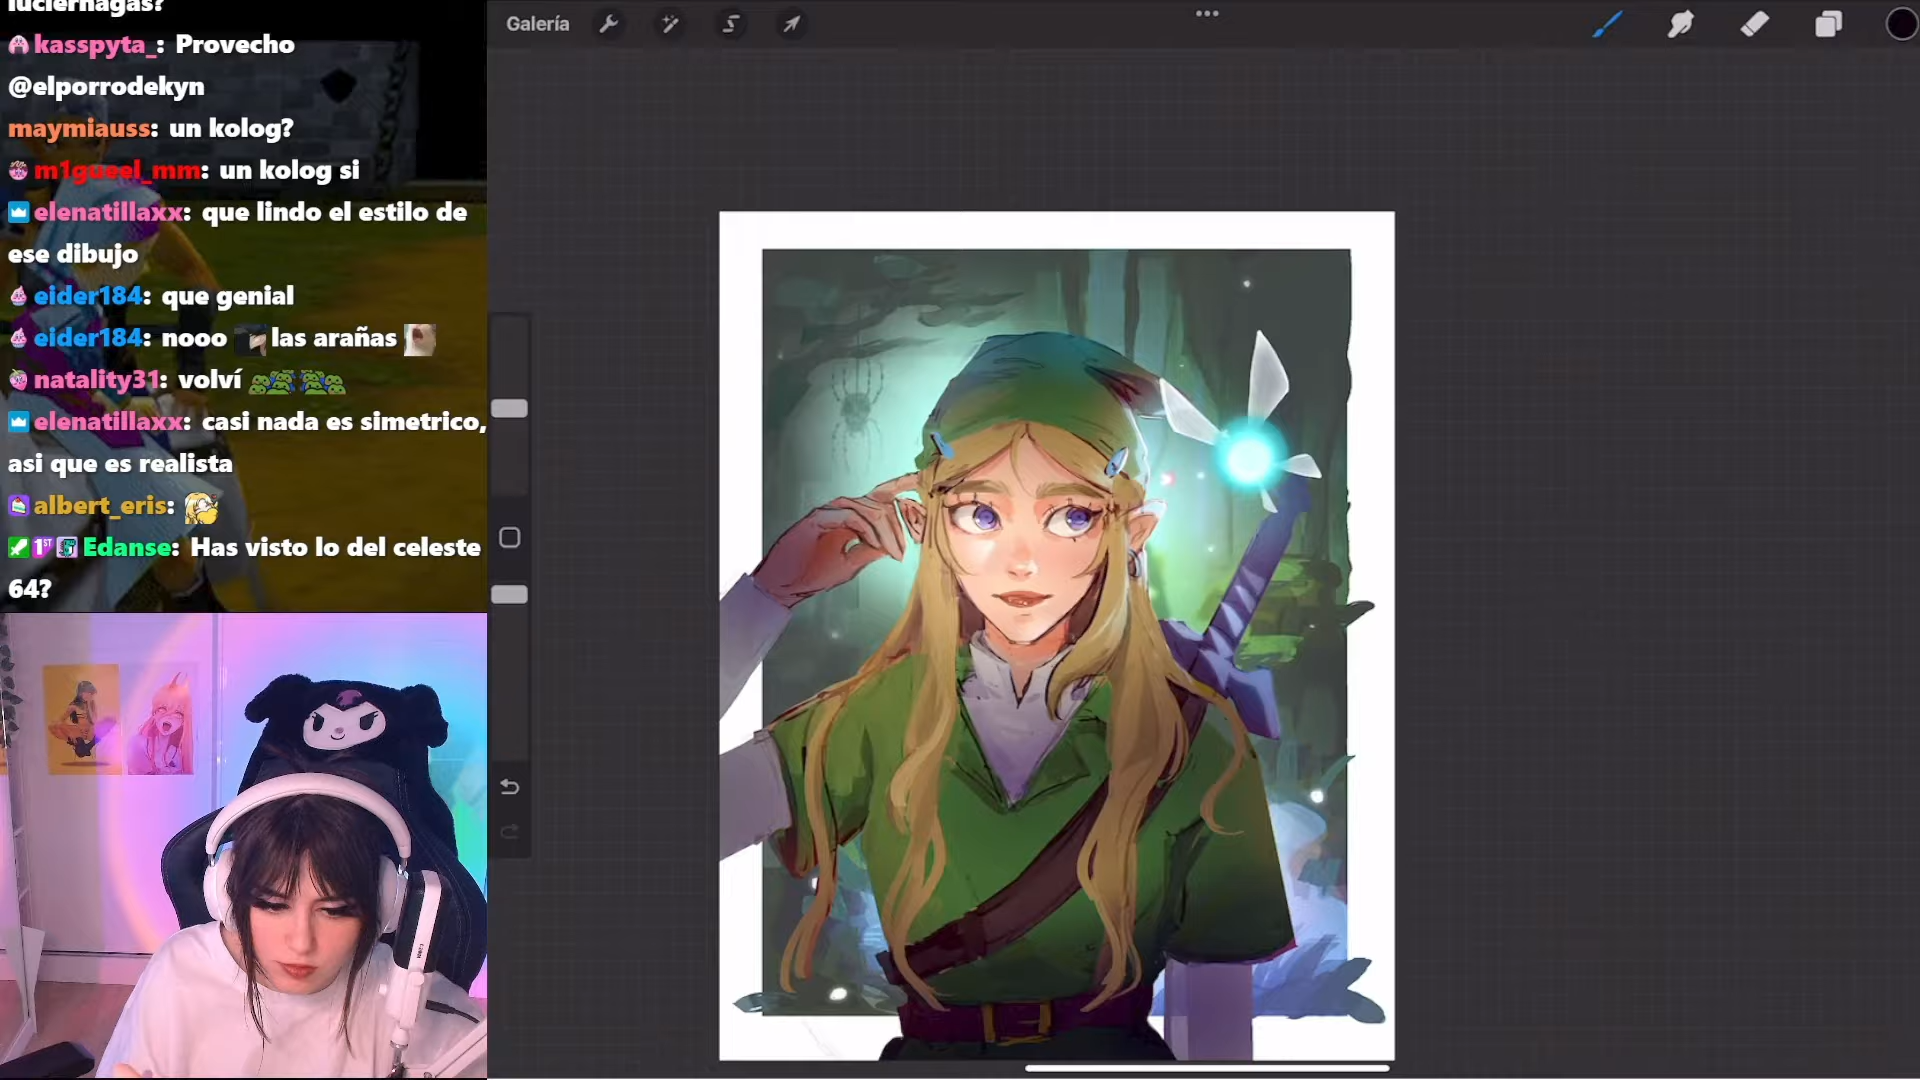 luciérnagas?
kasspyta_: Provecho
@elporrodekyn
maymiauss: un kolog?
m1gueel_mm: un kolog si
elenatillaxx: que lindo el estilo de
ese dibujo
eider184: que genial
eider184: nooo las arañas
natality31: volví
elenatillaxx: casi nada es simetrico,
asi que es realista
albert_eris:
1ST Edanse: Has visto lo del celeste
64?
Galería